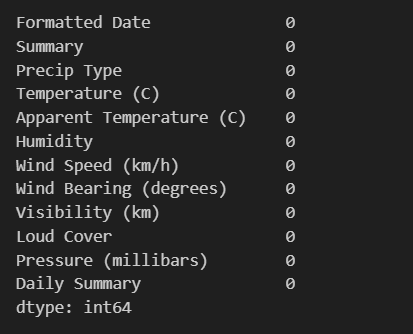 Formatted Date 0
Summary 0
Precip Type 0
Temperature (C) 0
Apparent Temperature (C) 0
Humidity 0
Wind Speed (km/h) 0
Wind Bearing (degrees) 0
Visibility (km) 0
Loud Cover 0
Pressure (millibars) 0
Daily Summary 0
dtype: int64